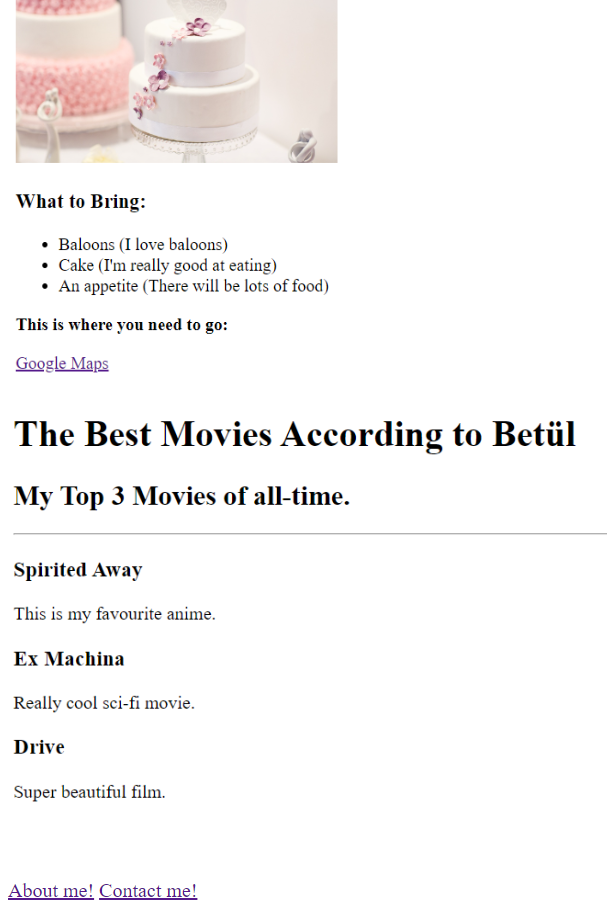 What to Bring:
Baloons (I love baloons)
Cake (I'm really good at eating)
An appetite (There will be lots of food)
This is where you need to go:
Google Maps
The Best Movies According to Betül
My Top 3 Movies of all-time.
Spirited Away
This is my favourite anime.
Ex Machina
Really cool sci-fi movie.
Drive
Super beautiful film.
About me! Contact me!